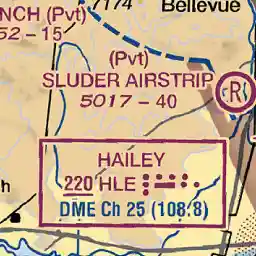 7174
Bellevue
NCH (Pvt)
52 - 15
(Pvt)
SLUDER AIRSTRIP
5017 - 40
R
HAILEY
220 HLE
DME Ch 25 (108.8)
h